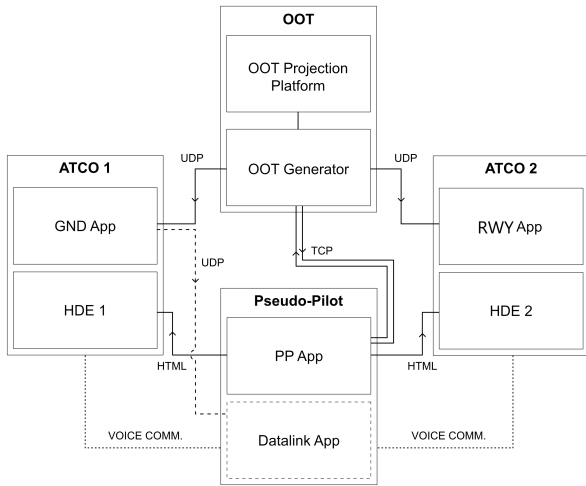 OOT
OOT Projection
Platform
OOT Generator
UDP
UDP
ATCO 1
GND App
HDE 1
ATCO 2
RWY App
HDE 2
UDP
TCP
Pseudo-Pilot
PP App
Datalink App
HTML
HTML
VOICE COMM.
VOICE COMM.